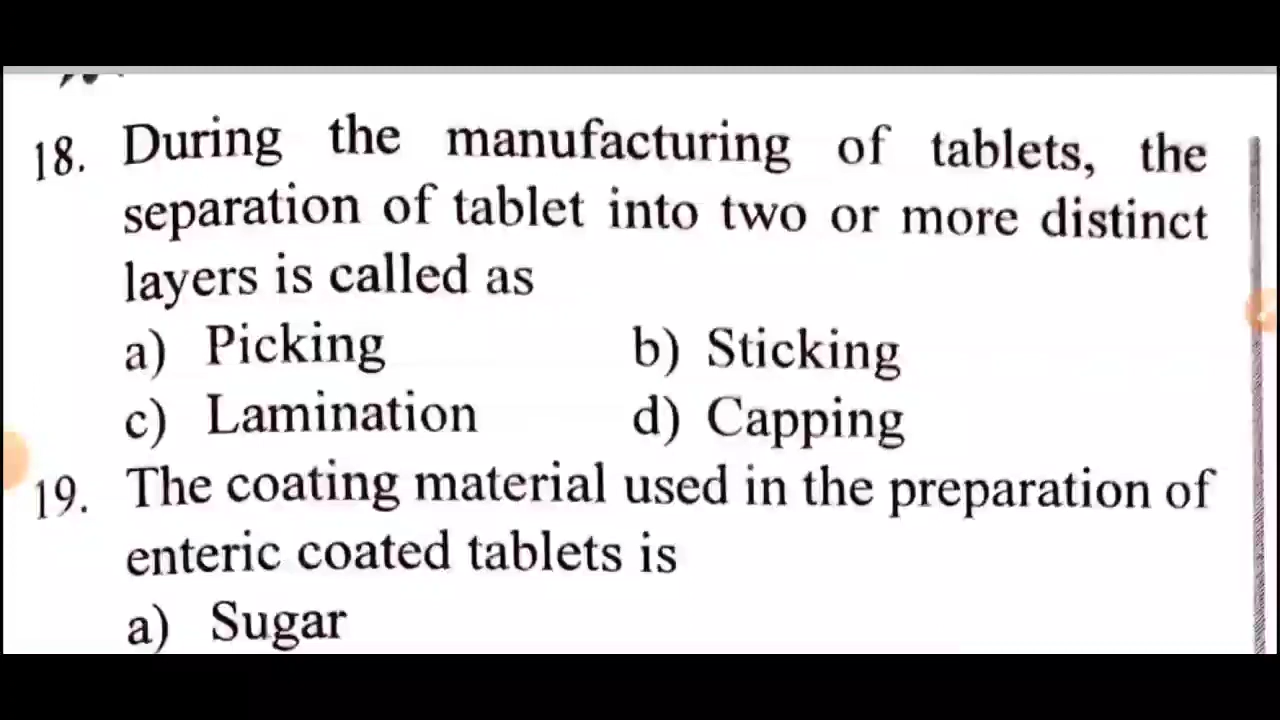 18. During the manufacturing of tablets, the
separation of tablet into two or more distinct
layers is called as
a) Picking b) Sticking
c) Lamination d) Capping
19. The coating material used in the preparation of
enteric coated tablets is
a) Sugar